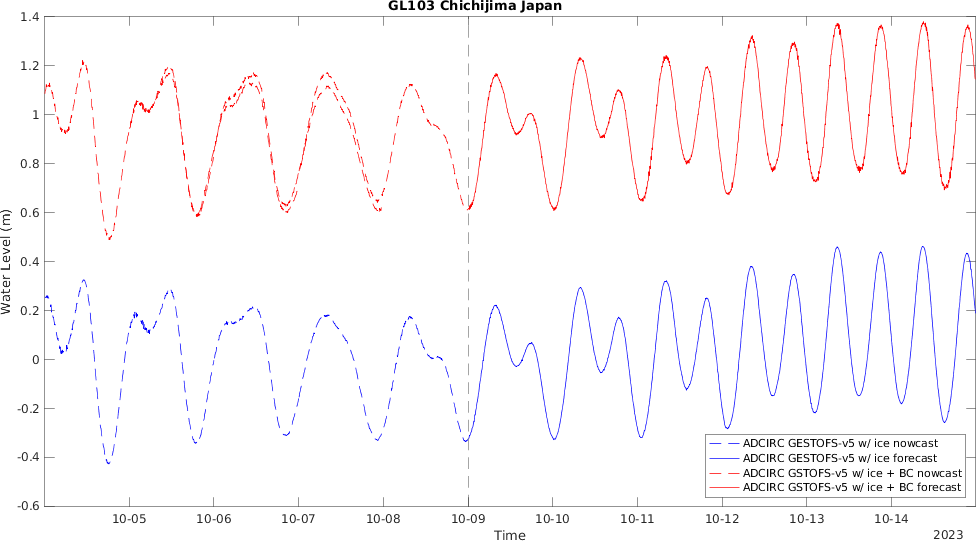 GL103 Chichijima Japan
1.4
1.2
1
0.8
0.6
0.4
0.2
0
-0.2
-0.4
-0.6
Water Level (m)
ADCIRC GESTOFS-v5 w/ ice nowcast
ADCIRC GESTOFS-v5 w/ ice forecast
ADCIRC GSTOFS-v5 w/ ice + BC nowcast
ADCIRC GSTOFS-v5 w/ ice + BC forecast
10-05 10-06 10-07 10-08 10-09 10-10 10-11 10-12 10-13 10-14
Time
2023